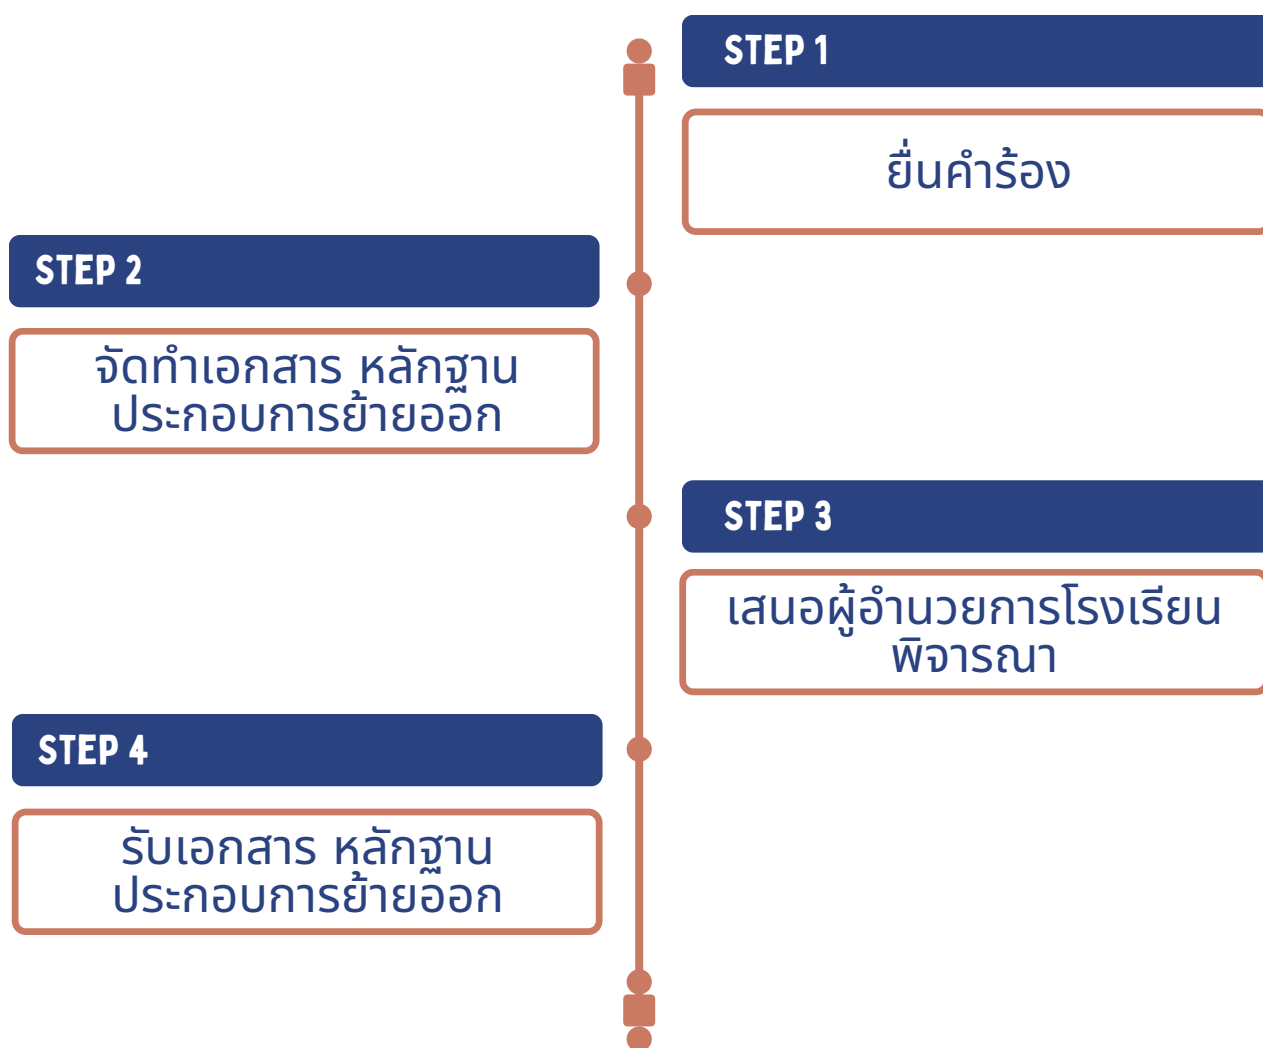 STEP 1
ยื่นคำร้อง
STEP 2
จัดทำเอกสาร หลักฐาน
ประกอบการย้ายออก
STEP 3
เสนอผู้อำนวยการโรงเรียน
พิจารณา
STEP 4
รับเอกสาร หลักฐาน
ประกอบการย้ายออก